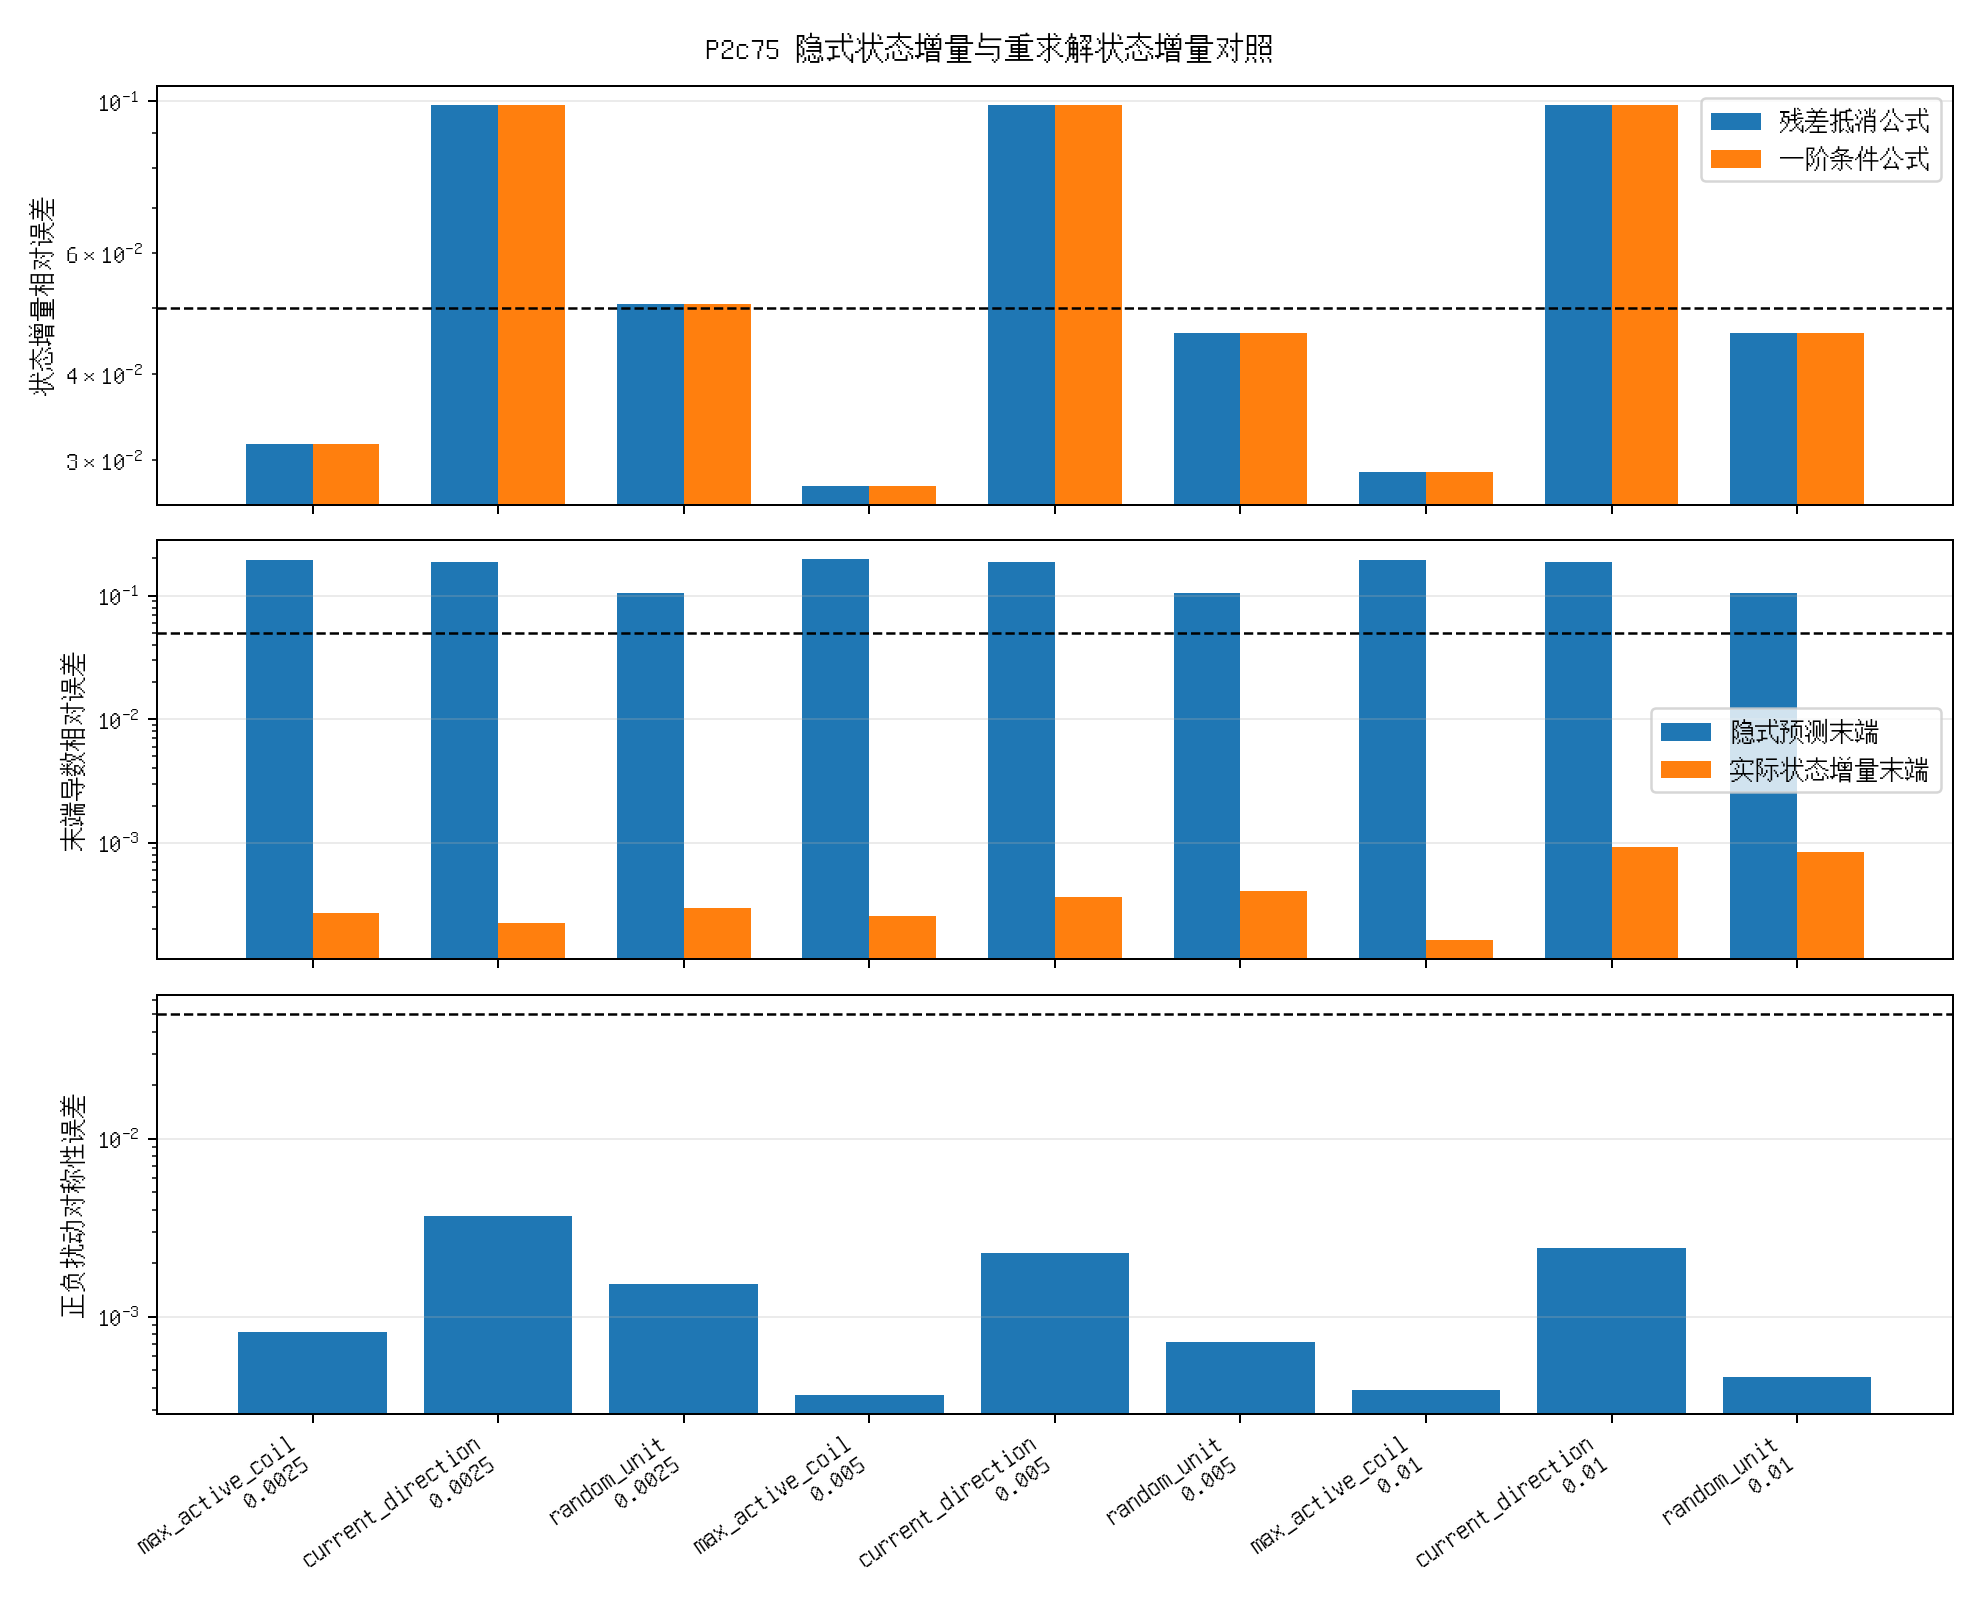 P2c75 隐式状态增量与重求解状态增量对照
状态增量相对误差
10⁻¹
6×10⁻²
4×10⁻²
3×10⁻²
残差抵消公式
一阶条件公式
末端导数相对误差
10⁻¹
10⁻²
10⁻³
隐式预测末端
实际状态增量末端
正负扰动对称性误差
10⁻²
10⁻³
max_active_coil
0.0025
current_direction
0.0025
random_unit
0.0025
max_active_coil
0.005
current_direction
0.005
random_unit
0.005
max_active_coil
0.01
current_direction
0.01
random_unit
0.01